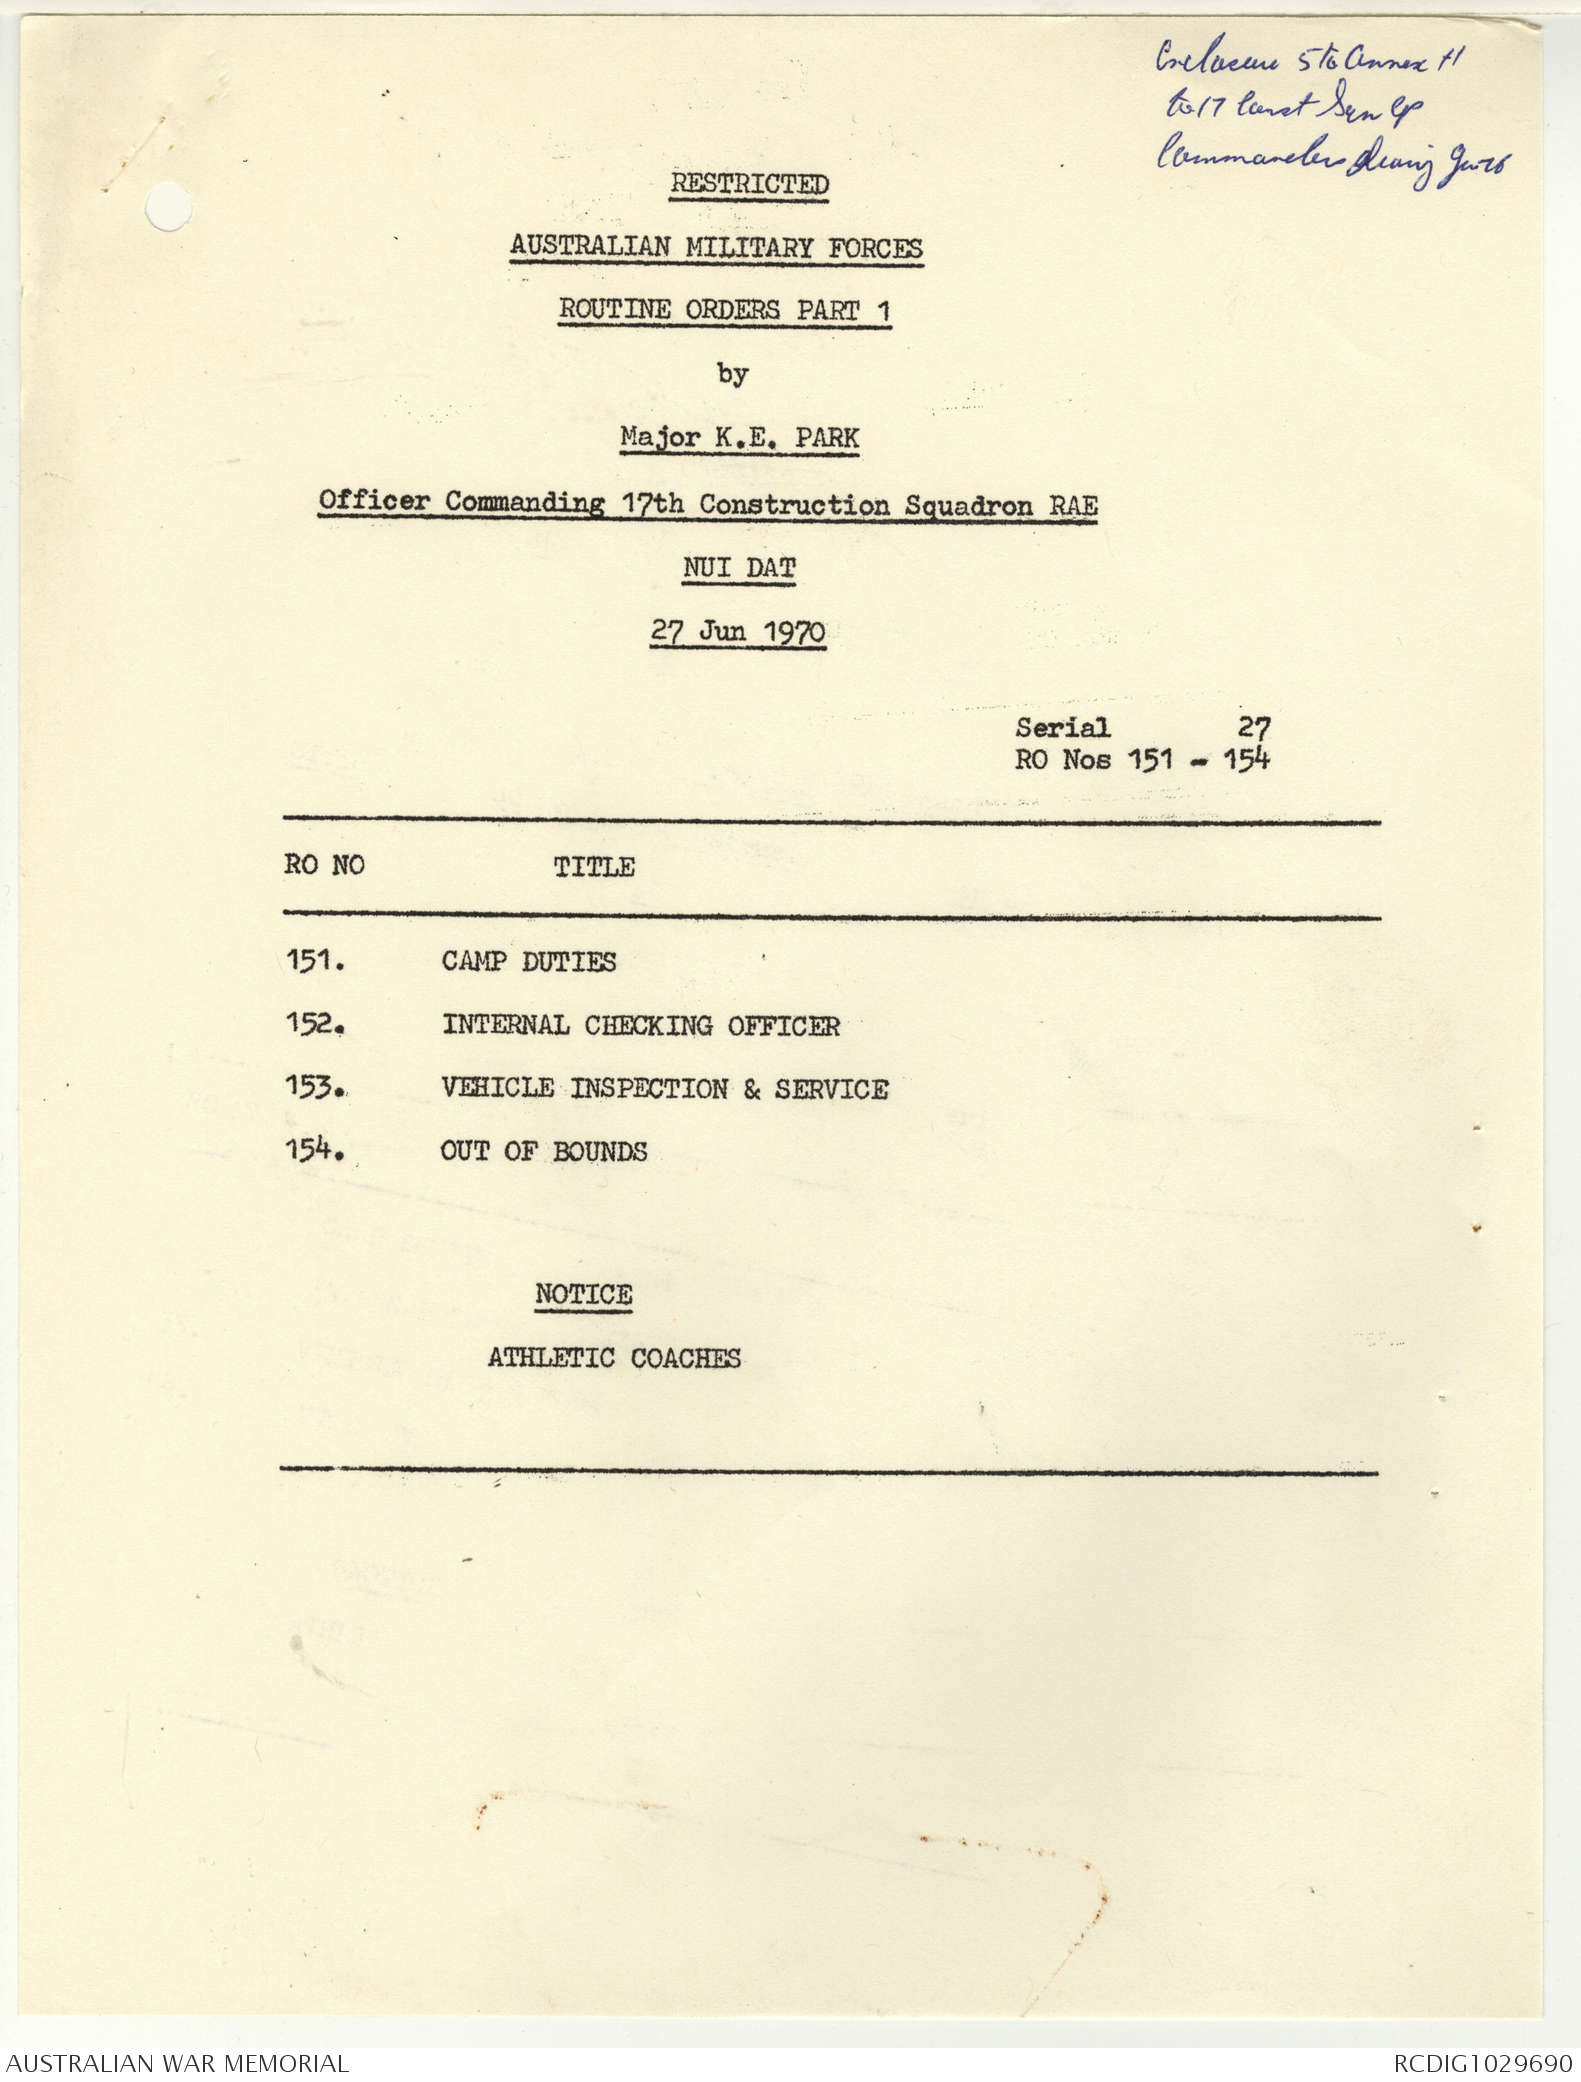 Enclosure 5 to Annex H
to 17 Const Sqn
Commanders Diary Jun 70
RESTRICTED
AUSTRALIAN MILITARY FORCES
ROUTINE ORDERS PART 1
by
Major K.E. PARK
Officer Commanding 17th Construction Squadron RAE
NUI DAT
27 Jun 1970
Serial 27
RO Nos 151 - 154
RO NO TITLE
151. CAMP DUTIES
152. INTERNAL CHECKING OFFICER
153. VEHICLE INSPECTION & SERVICE
154. OUT OF BOUNDS
NOTICE
ATHLETIC COACHES
AUSTRALIAN WAR MEMORIAL RCDIG1029690